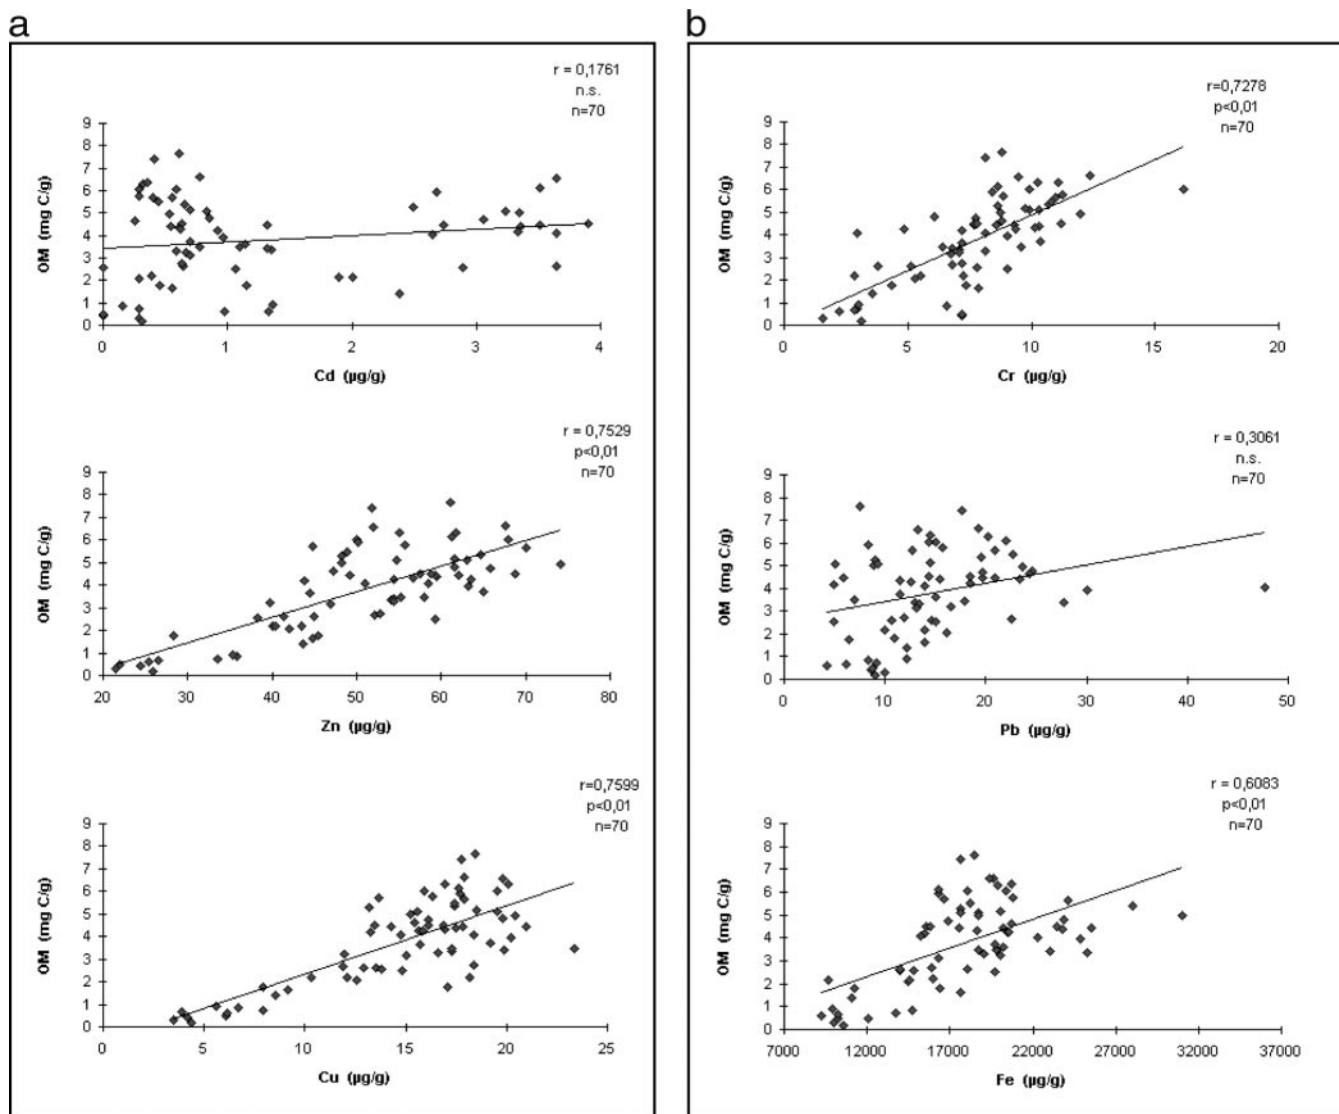 a
r = 0,1761
n.s.
n=70
9
8
7
6
5
4
3
2
1
0
OM (mg C/g)
0 1 2 3 4
Cd (µg/g)
r = 0,7529
p<0,01
n=70
9
8
7
6
5
4
3
2
1
0
OM (mg C/g)
20 30 40 50 60 70 80
Zn (µg/g)
r=0,7599
p<0,01
n=70
9
8
7
6
5
4
3
2
1
0
OM (mg C/g)
0 5 10 15 20 25
Cu (µg/g)
b
r=0,7278
p<0,01
n=70
9
8
7
6
5
4
3
2
1
0
OM (mg C/g)
0 5 10 15 20
Cr (µg/g)
r = 0,3061
n.s.
n=70
9
8
7
6
5
4
3
2
1
0
OM (mg C/g)
0 10 20 30 40 50
Pb (µg/g)
r = 0,6083
p<0,01
n=70
9
8
7
6
5
4
3
2
1
0
OM (mg C/g)
7000 12000 17000 22000 27000 32000 37000
Fe (µg/g)